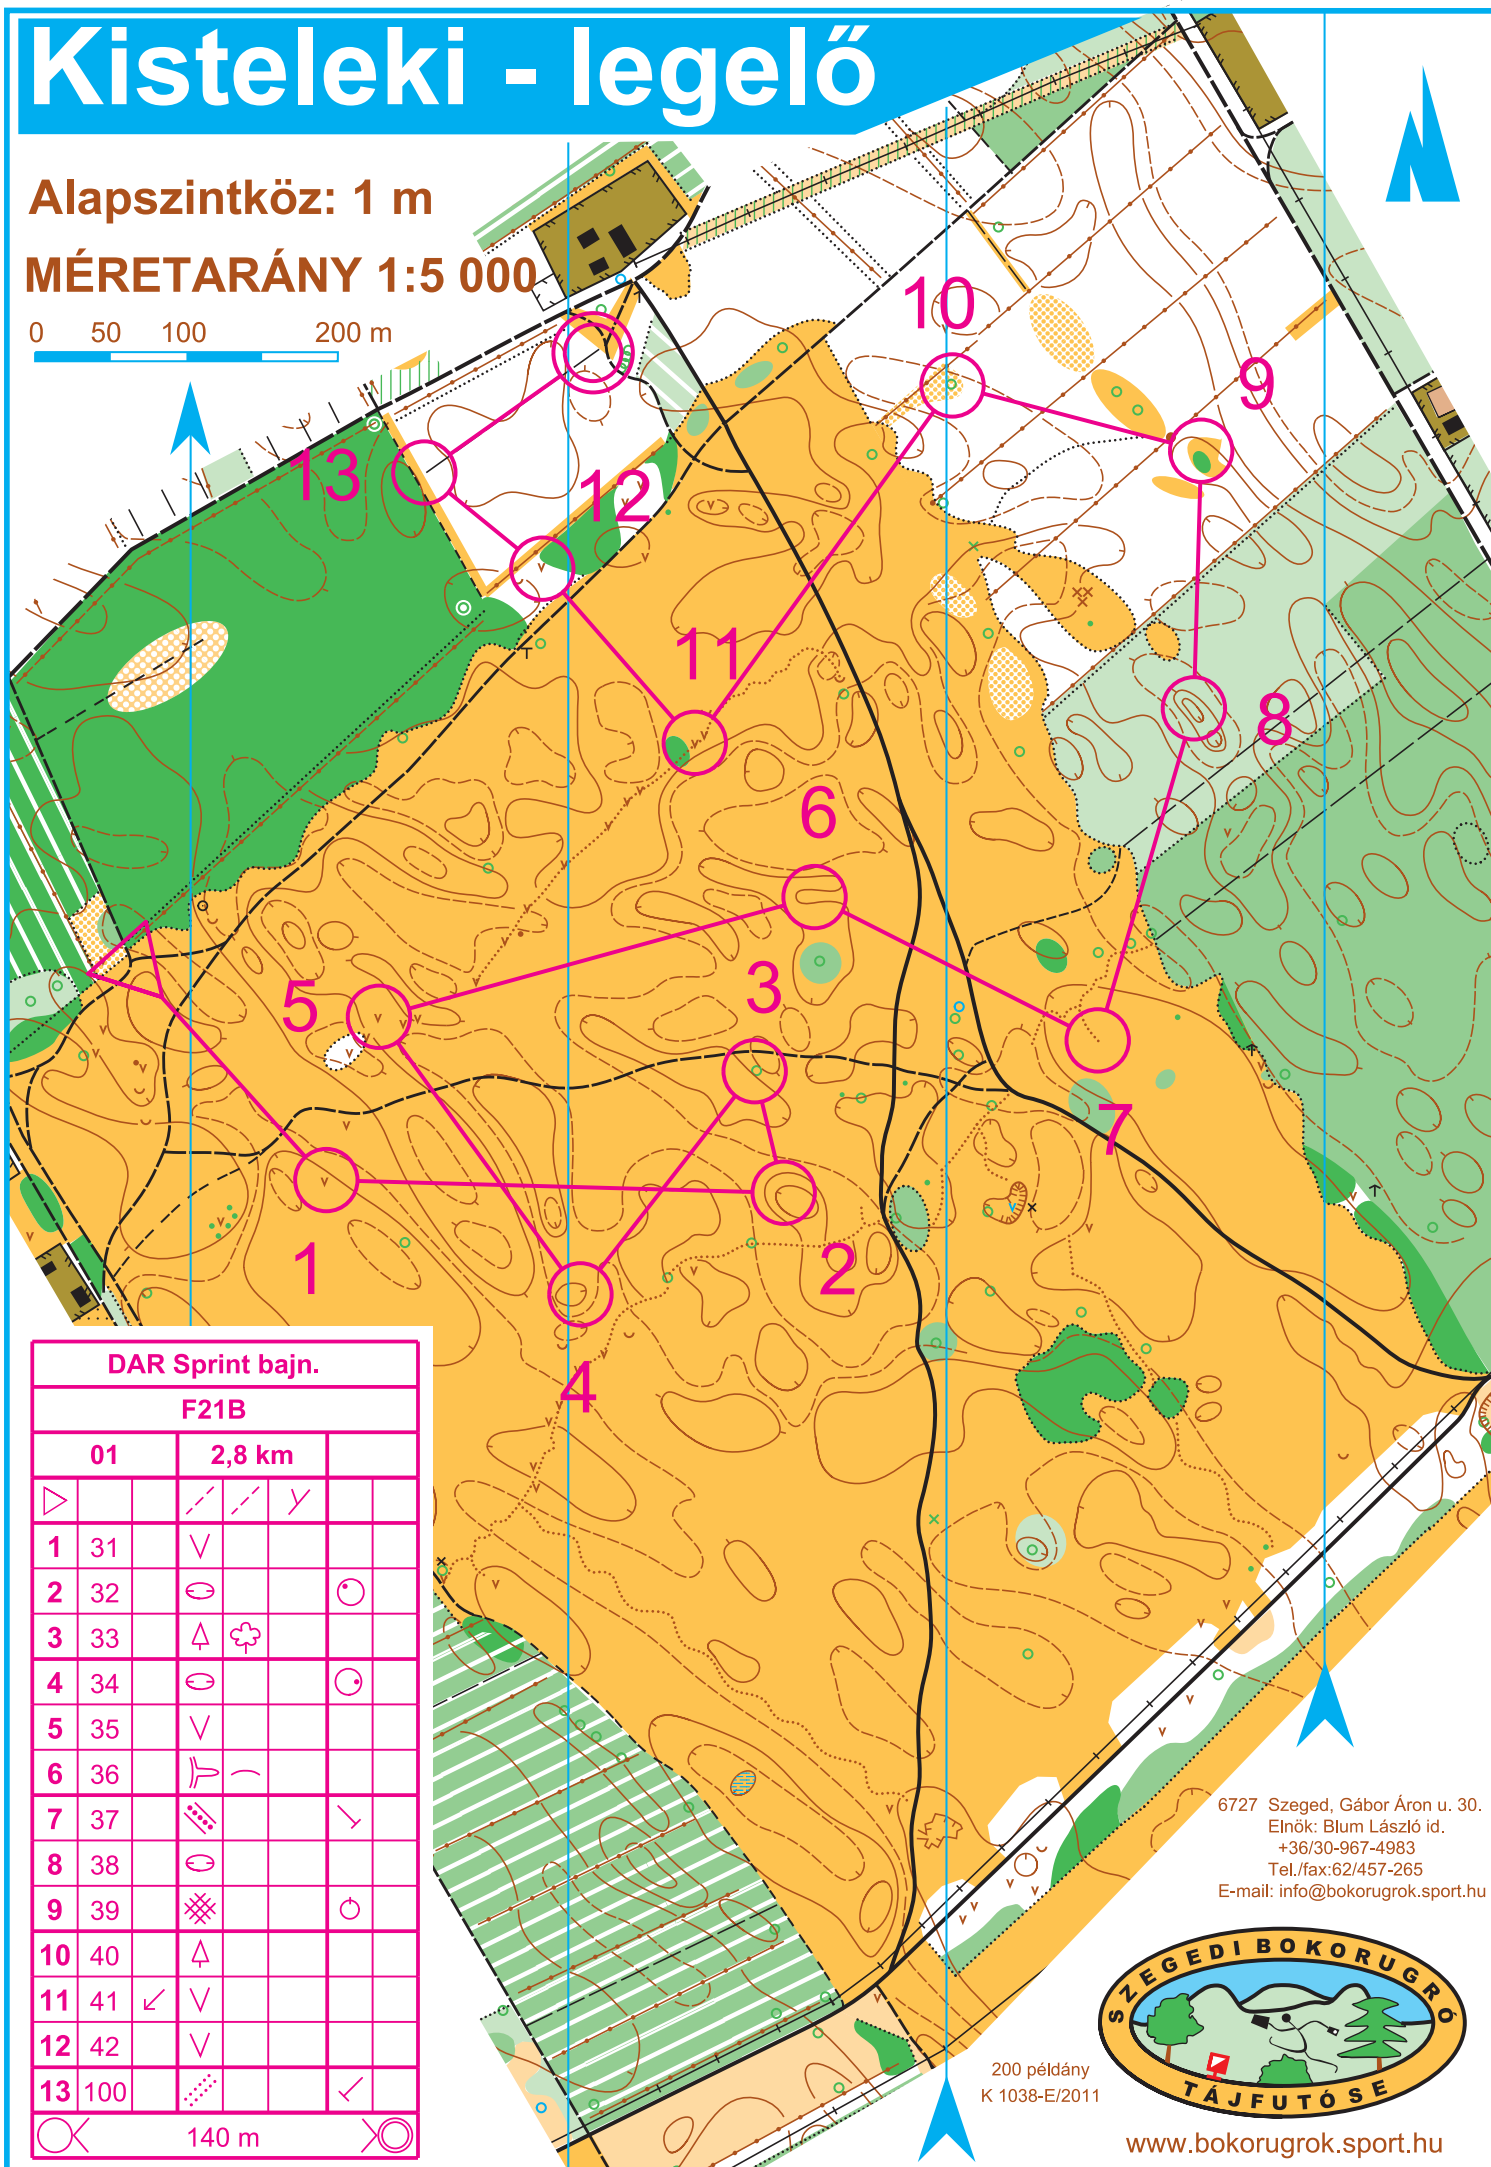 Kisteleki - legelő
Alapszintköz: 1 m
MÉRETARÁNY 1:5 000
0 50 100 200 m
10
9
13
12
11
8
6
5
3
7
1
2
4
DAR Sprint bajn.
F21B
01 2,8 km
1 31
2 32
3 33
4 34
5 35
6 36
7 37
8 38
9 39
10 40
11 41
12 42
13 100
140 m
6727 Szeged, Gábor Áron u. 30.
Elnök: Blum László id.
+36/30-967-4983
Tel./fax:62/457-265
E-mail: info@bokorugrok.sport.hu
SZEGEDI BOKORUGRÓ
TÁJFUTÓ SE
200 példány
K 1038-E/2011
www.bokorugrok.sport.hu